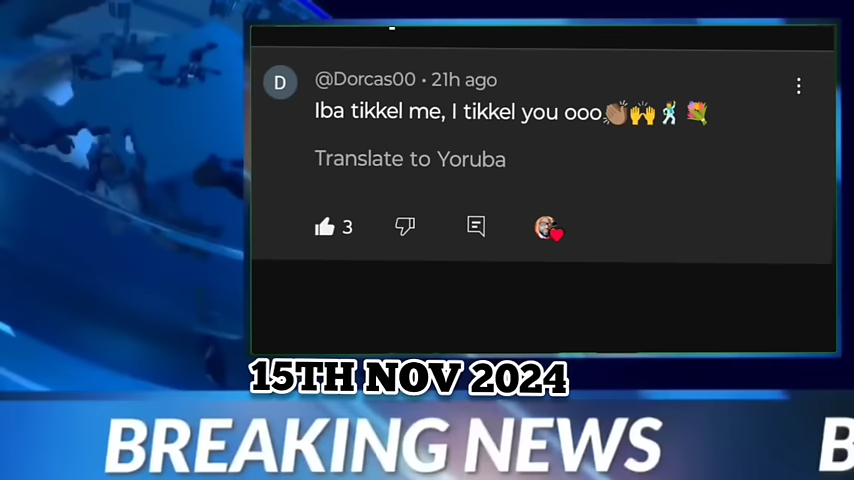 D
@Dorcas00 • 21h ago
Iba tikkel me, I tikkel you ooo👏🏽🙌🕺💐
Translate to Yoruba
3
15TH NOV 2024
BREAKING NEWS
B